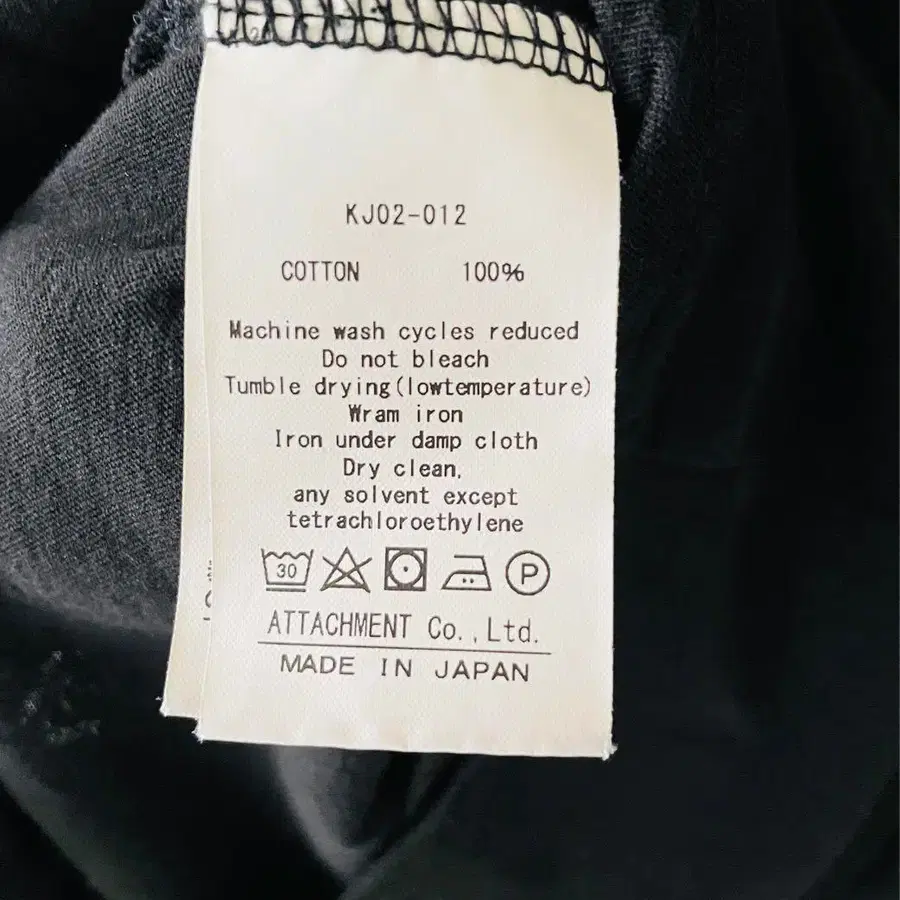 KJ02-012
COTTON 100%
Machine wash cycles reduced
Do not bleach
Tumble drying(lowtemperature)
Wram iron
Iron under damp cloth
Dry clean,
any solvent except
tetrachloroethylene
30 P
ATTACHMENT Co.,Ltd.
MADE IN JAPAN